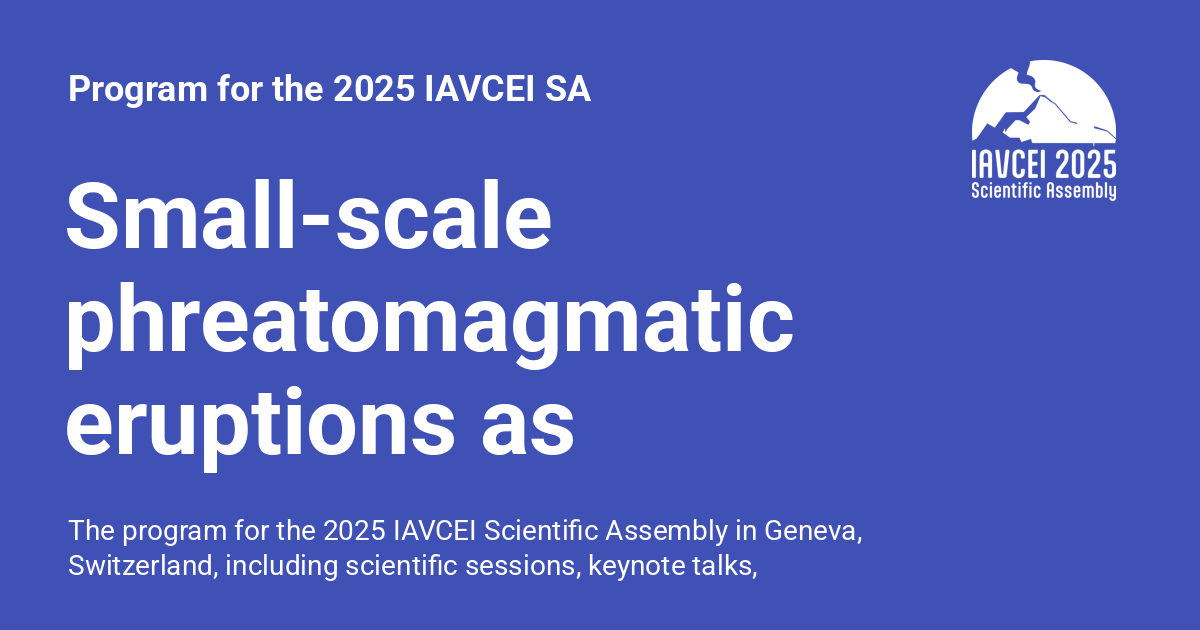 Program for the 2025 IAVCEI SA
IAVCEI 2025
Scientific Assembly
Small-scale
phreatomagmatic
eruptions as
The program for the 2025 IAVCEI Scientific Assembly in Geneva,
Switzerland, including scientific sessions, keynote talks,